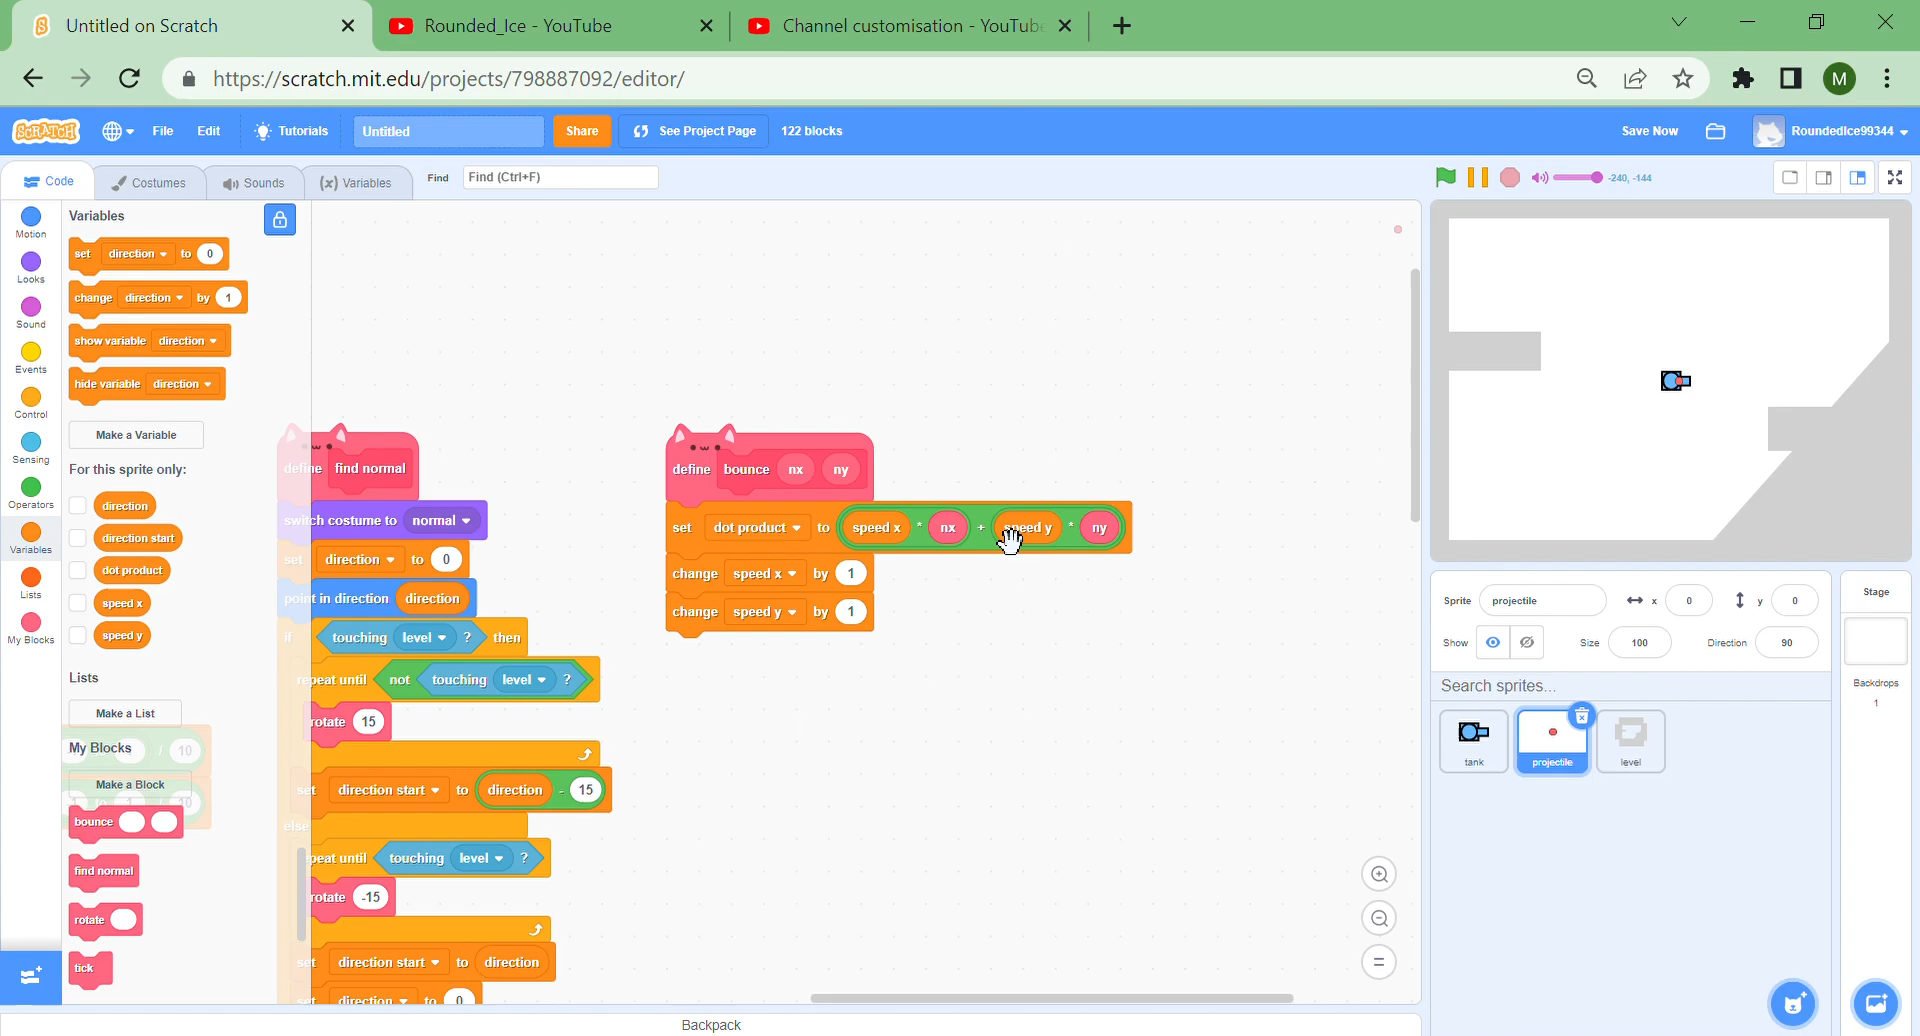 Untitled on Scratch
Rounded_Ice - YouTube
Channel customisation - YouTube
https://scratch.mit.edu/projects/798887092/editor/
M
SCRATCH
File
Edit
Tutorials
Untitled
Share
See Project Page
122 blocks
Save Now
RoundedIce99344
Code
Costumes
Sounds
(x) Variables
Find
Find (Ctrl+F)
-240, -144
Motion
Looks
Sound
Events
Control
Sensing
Operators
Variables
Lists
My Blocks
Variables
set direction to 0
change direction by 1
show variable direction
hide variable direction
Make a Variable
For this sprite only:
direction
direction start
dot product
speed x
speed y
Lists
Make a List
My Blocks
/ 10
Make a Block
/ 10
bounce
find normal
rotate
tick
define find normal
switch costume to normal
set direction to 0
point in direction direction
if touching level ? then
repeat until not touching level ?
rotate 15
set direction start to direction - 15
else
repeat until touching level ?
rotate -15
set direction start to direction
set direction to 0
define bounce nx ny
set dot product to speed x * nx + speed y * ny
change speed x by 1
change speed y by 1
Sprite projectile x 0 y 0
Show Size 100 Direction 90
Search sprites...
tank
projectile
level
Stage
Backdrops
1
Backpack